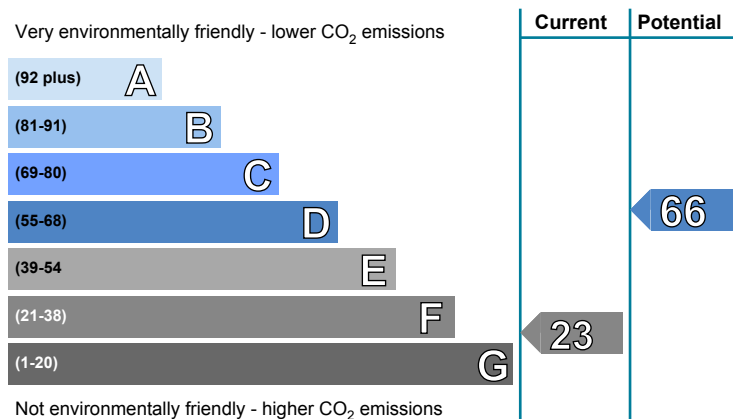 Current Potential
Very environmentally friendly - lower CO2 emissions
(92 plus) A
(81-91) B
(69-80) C
66
(55-68) D
(39-54 E
(21-38) F
23
(1-20) G
Not environmentally friendly - higher CO2 emissions